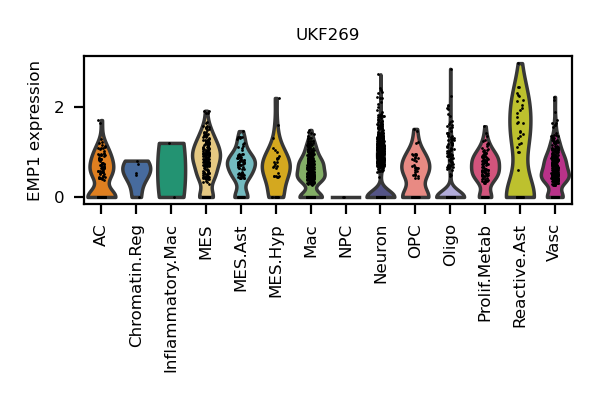 UKF269
EMP1 expression
2
0
AC
Chromatin.Reg
Inflammatory.Mac
MES
MES.Ast
MES.Hyp
Mac
NPC
Neuron
OPC
Oligo
Prolif.Metab
Reactive.Ast
Vasc